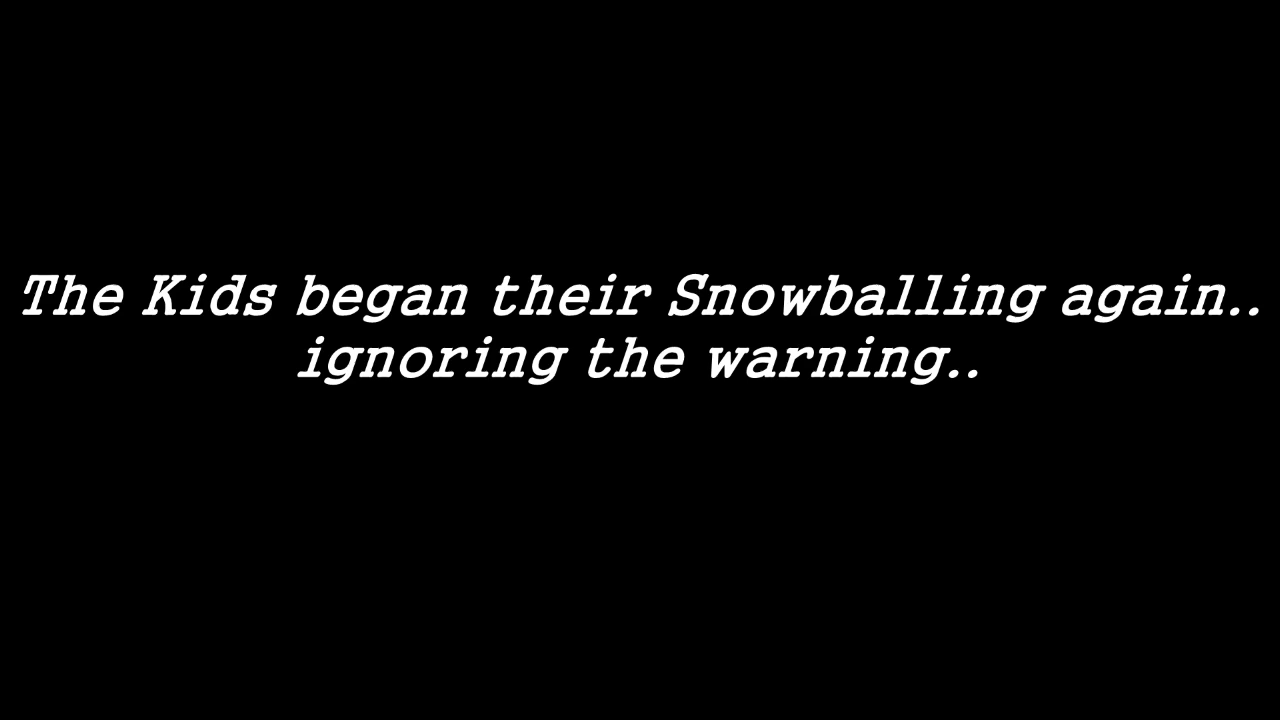 The Kids began their Snowballing again..
ignoring the warning..